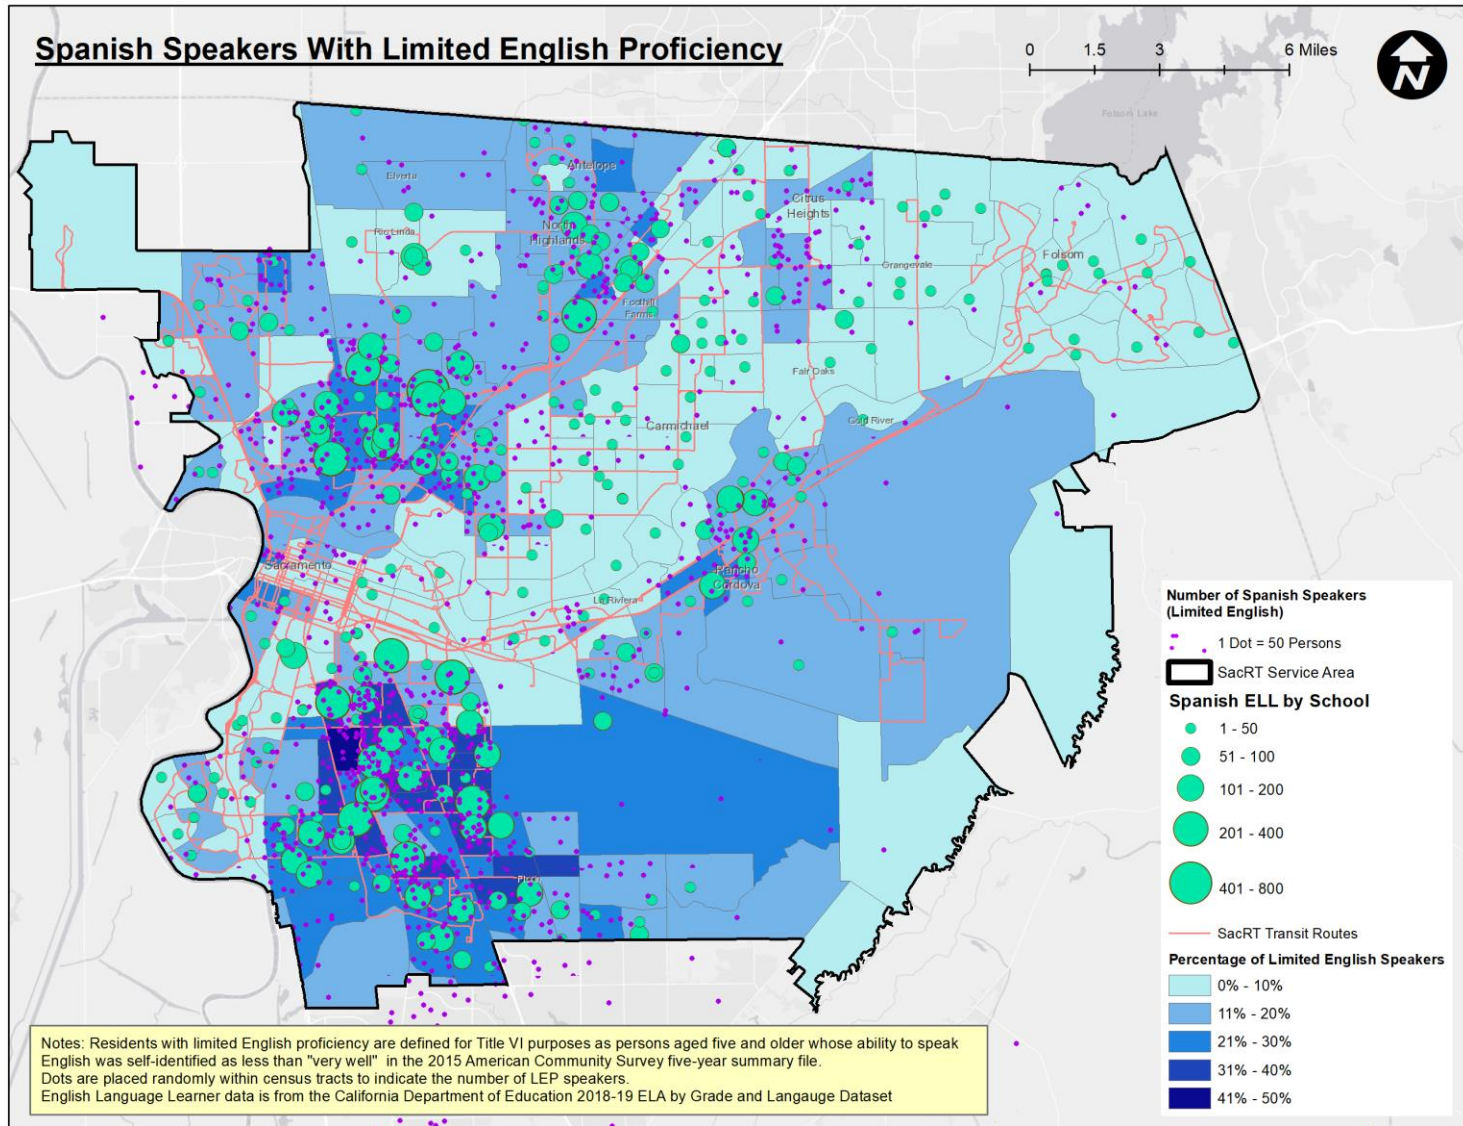 Spanish Speakers With Limited English Proficiency
0 1.5 3 6 Miles
N
Folsom Lake
Antelope
Elverta
Citrus
Heights
Rio Linda
North
Highlands
Folsom
Orangevale
Foothill
Farms
Fair Oaks
Carmichael
Gold River
Sacramento
Rancho
Cordova
La Riviera
Florin
Number of Spanish Speakers
(Limited English)
1 Dot = 50 Persons
SacRT Service Area
Spanish ELL by School
1 - 50
51 - 100
101 - 200
201 - 400
401 - 800
SacRT Transit Routes
Percentage of Limited English Speakers
0% - 10%
11% - 20%
21% - 30%
31% - 40%
41% - 50%
Notes: Residents with limited English proficiency are defined for Title VI purposes as persons aged five and older whose ability to speak
English was self-identified as less than "very well" in the 2015 American Community Survey five-year summary file.
Dots are placed randomly within census tracts to indicate the number of LEP speakers.
English Language Learner data is from the California Department of Education 2018-19 ELA by Grade and Langauge Dataset